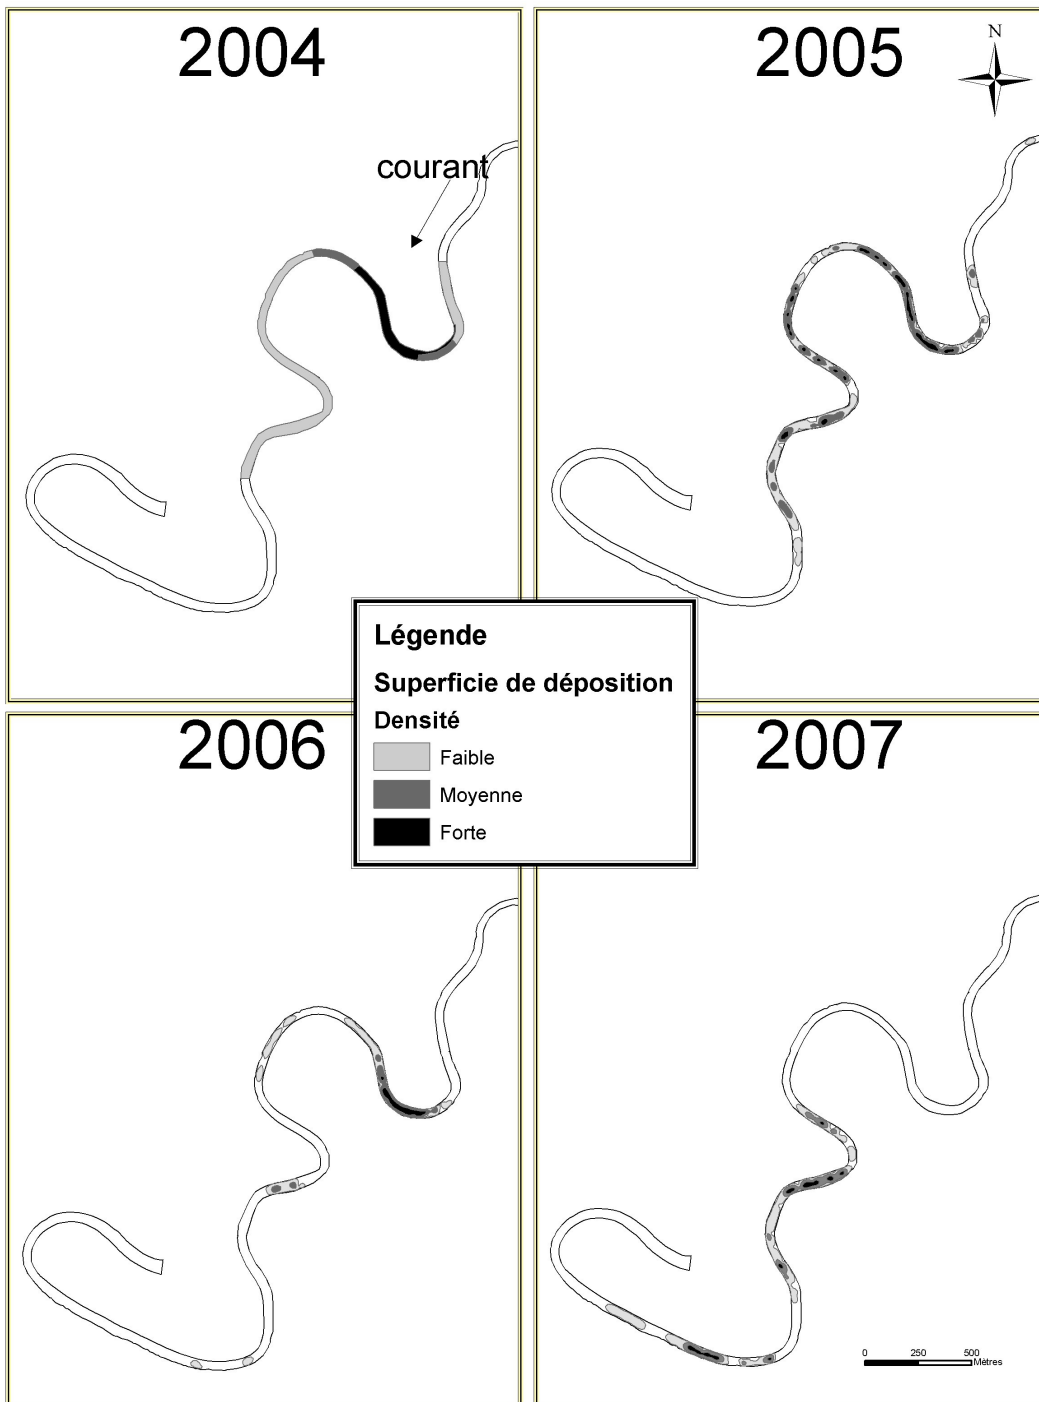 2004
2005
N
courant
Légende
Superficie de déposition
Densité
Faible
Moyenne
Forte
2006
2007
0 250 500
Mètres